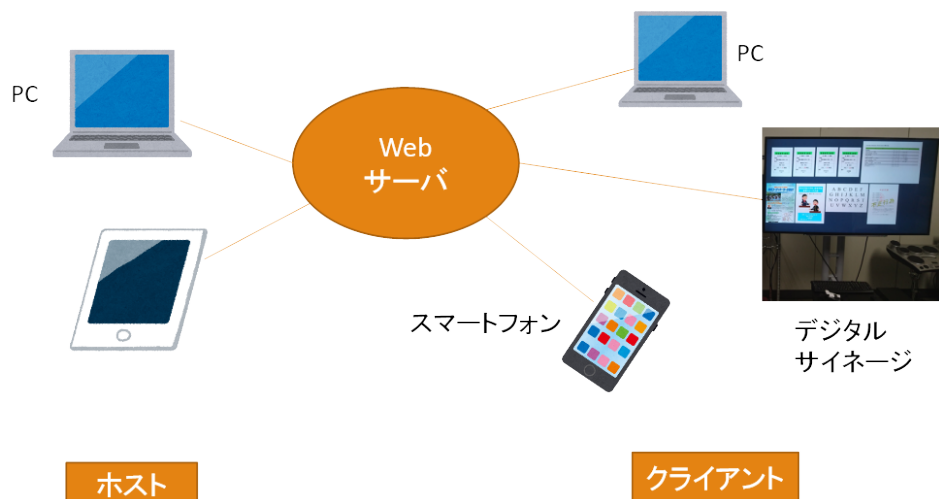 PC
Web
サーバ
PC
スマートフォン
デジタル
サイネージ
ホスト
クライアント
A B C D E F
G H I J K L M
N O P Q R S T
U V W X Y Z